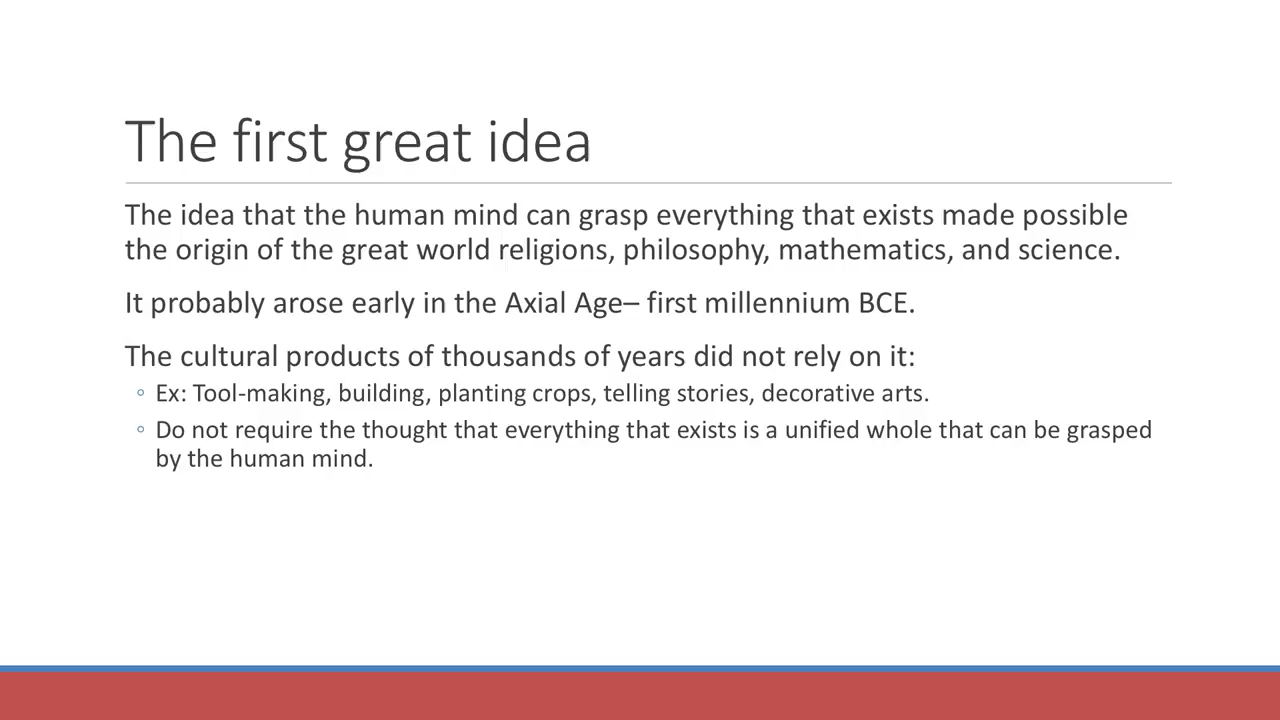 The first great idea
The idea that the human mind can grasp everything that exists made possible
the origin of the great world religions, philosophy, mathematics, and science.
It probably arose early in the Axial Age– first millennium BCE.
The cultural products of thousands of years did not rely on it:
◦ Ex: Tool-making, building, planting crops, telling stories, decorative arts.
◦ Do not require the thought that everything that exists is a unified whole that can be grasped
by the human mind.